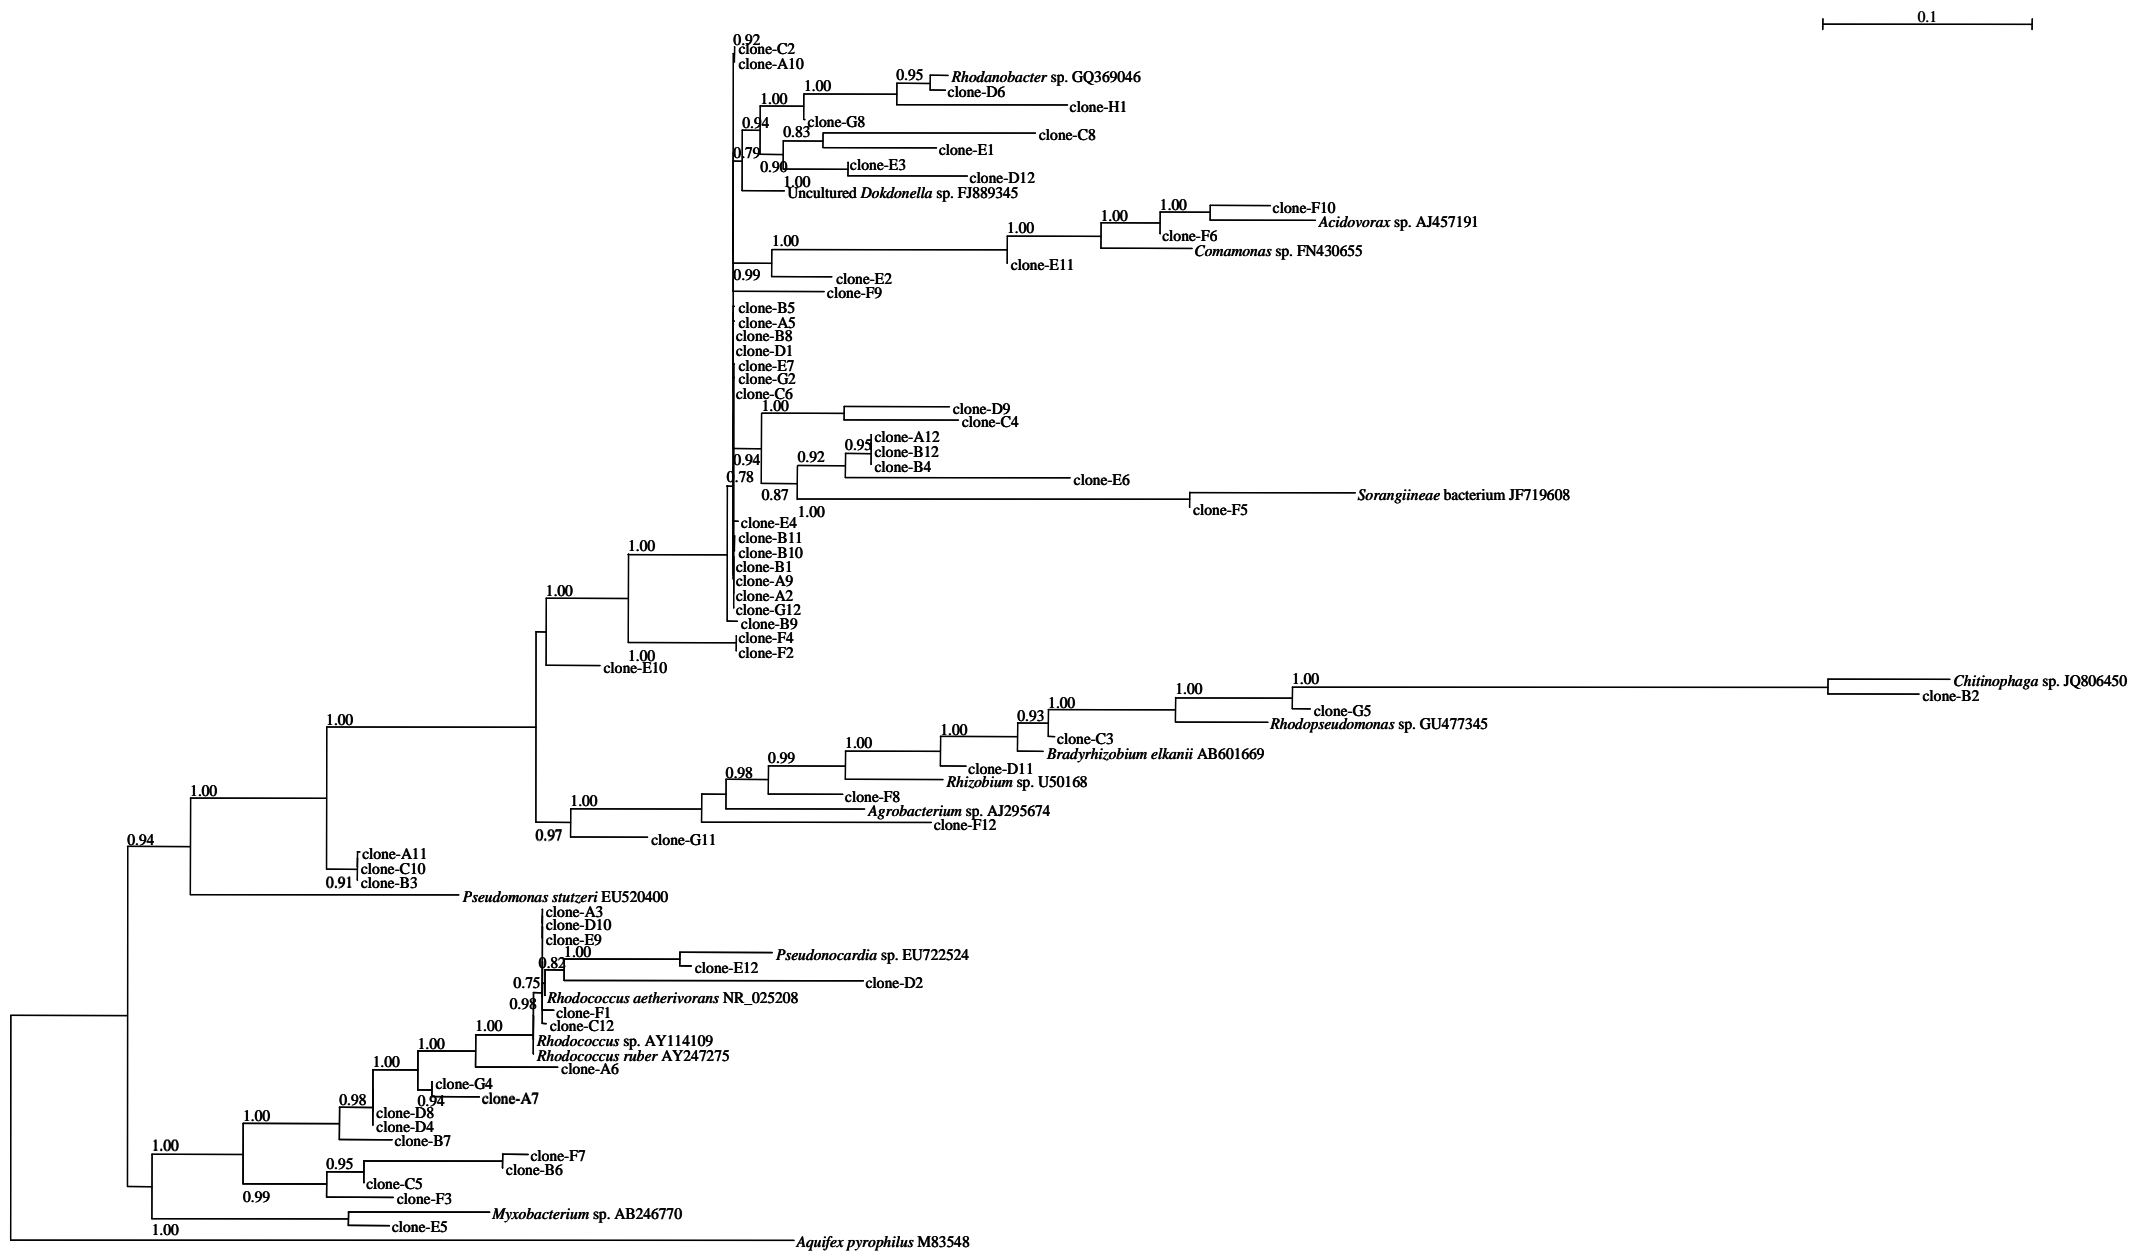 0.1
0.92
clone-C2
clone-A10
0.95
Rhodanobacter sp. GQ369046
1.00
clone-D6
1.00
clone-H1
clone-G8
0.94
0.83
clone-C8
0.79
clone-E1
0.90
clone-E3
clone-D12
1.00
Uncultured Dokdonella sp. FJ889345
1.00
clone-F10
1.00
Acidovorax sp. AJ457191
1.00
clone-F6
1.00
Comamonas sp. FN430655
clone-E11
0.99
clone-E2
clone-F9
clone-B5
clone-A5
clone-B8
clone-D1
clone-E7
clone-G2
clone-C6
1.00
clone-D9
clone-C4
clone-A12
0.95
clone-B12
0.94
0.92
clone-B4
0.78
clone-E6
0.87
Sorangiineae bacterium JF719608
1.00
clone-F5
clone-E4
clone-B11
1.00
clone-B10
clone-B1
clone-A9
1.00
clone-A2
clone-G12
clone-B9
clone-F4
1.00
clone-F2
clone-E10
1.00
Chitinophaga sp. JQ806450
1.00
clone-B2
1.00
clone-G5
0.93
Rhodopseudomonas sp. GU477345
1.00
1.00
clone-C3
1.00
Bradyrhizobium elkanii AB601669
0.99
clone-D11
0.98
Rhizobium sp. U50168
1.00
1.00
clone-F8
Agrobacterium sp. AJ295674
clone-F12
0.97
clone-G11
0.94
clone-A11
clone-C10
0.91
clone-B3
Pseudomonas stutzeri EU520400
clone-A3
clone-D10
clone-E9
1.00
Pseudonocardia sp. EU722524
0.82
clone-E12
0.75
clone-D2
0.98
Rhodococcus aetherivorans NR_025208
clone-F1
1.00
clone-C12
1.00
Rhodococcus sp. AY114109
1.00
Rhodococcus ruber AY247275
clone-A6
clone-G4
0.98
0.94
clone-A7
1.00
clone-D8
clone-D4
clone-B7
1.00
clone-F7
0.95
clone-B6
clone-C5
0.99
clone-F3
Myxobacterium sp. AB246770
1.00
clone-E5
Aquifex pyrophilus M83548